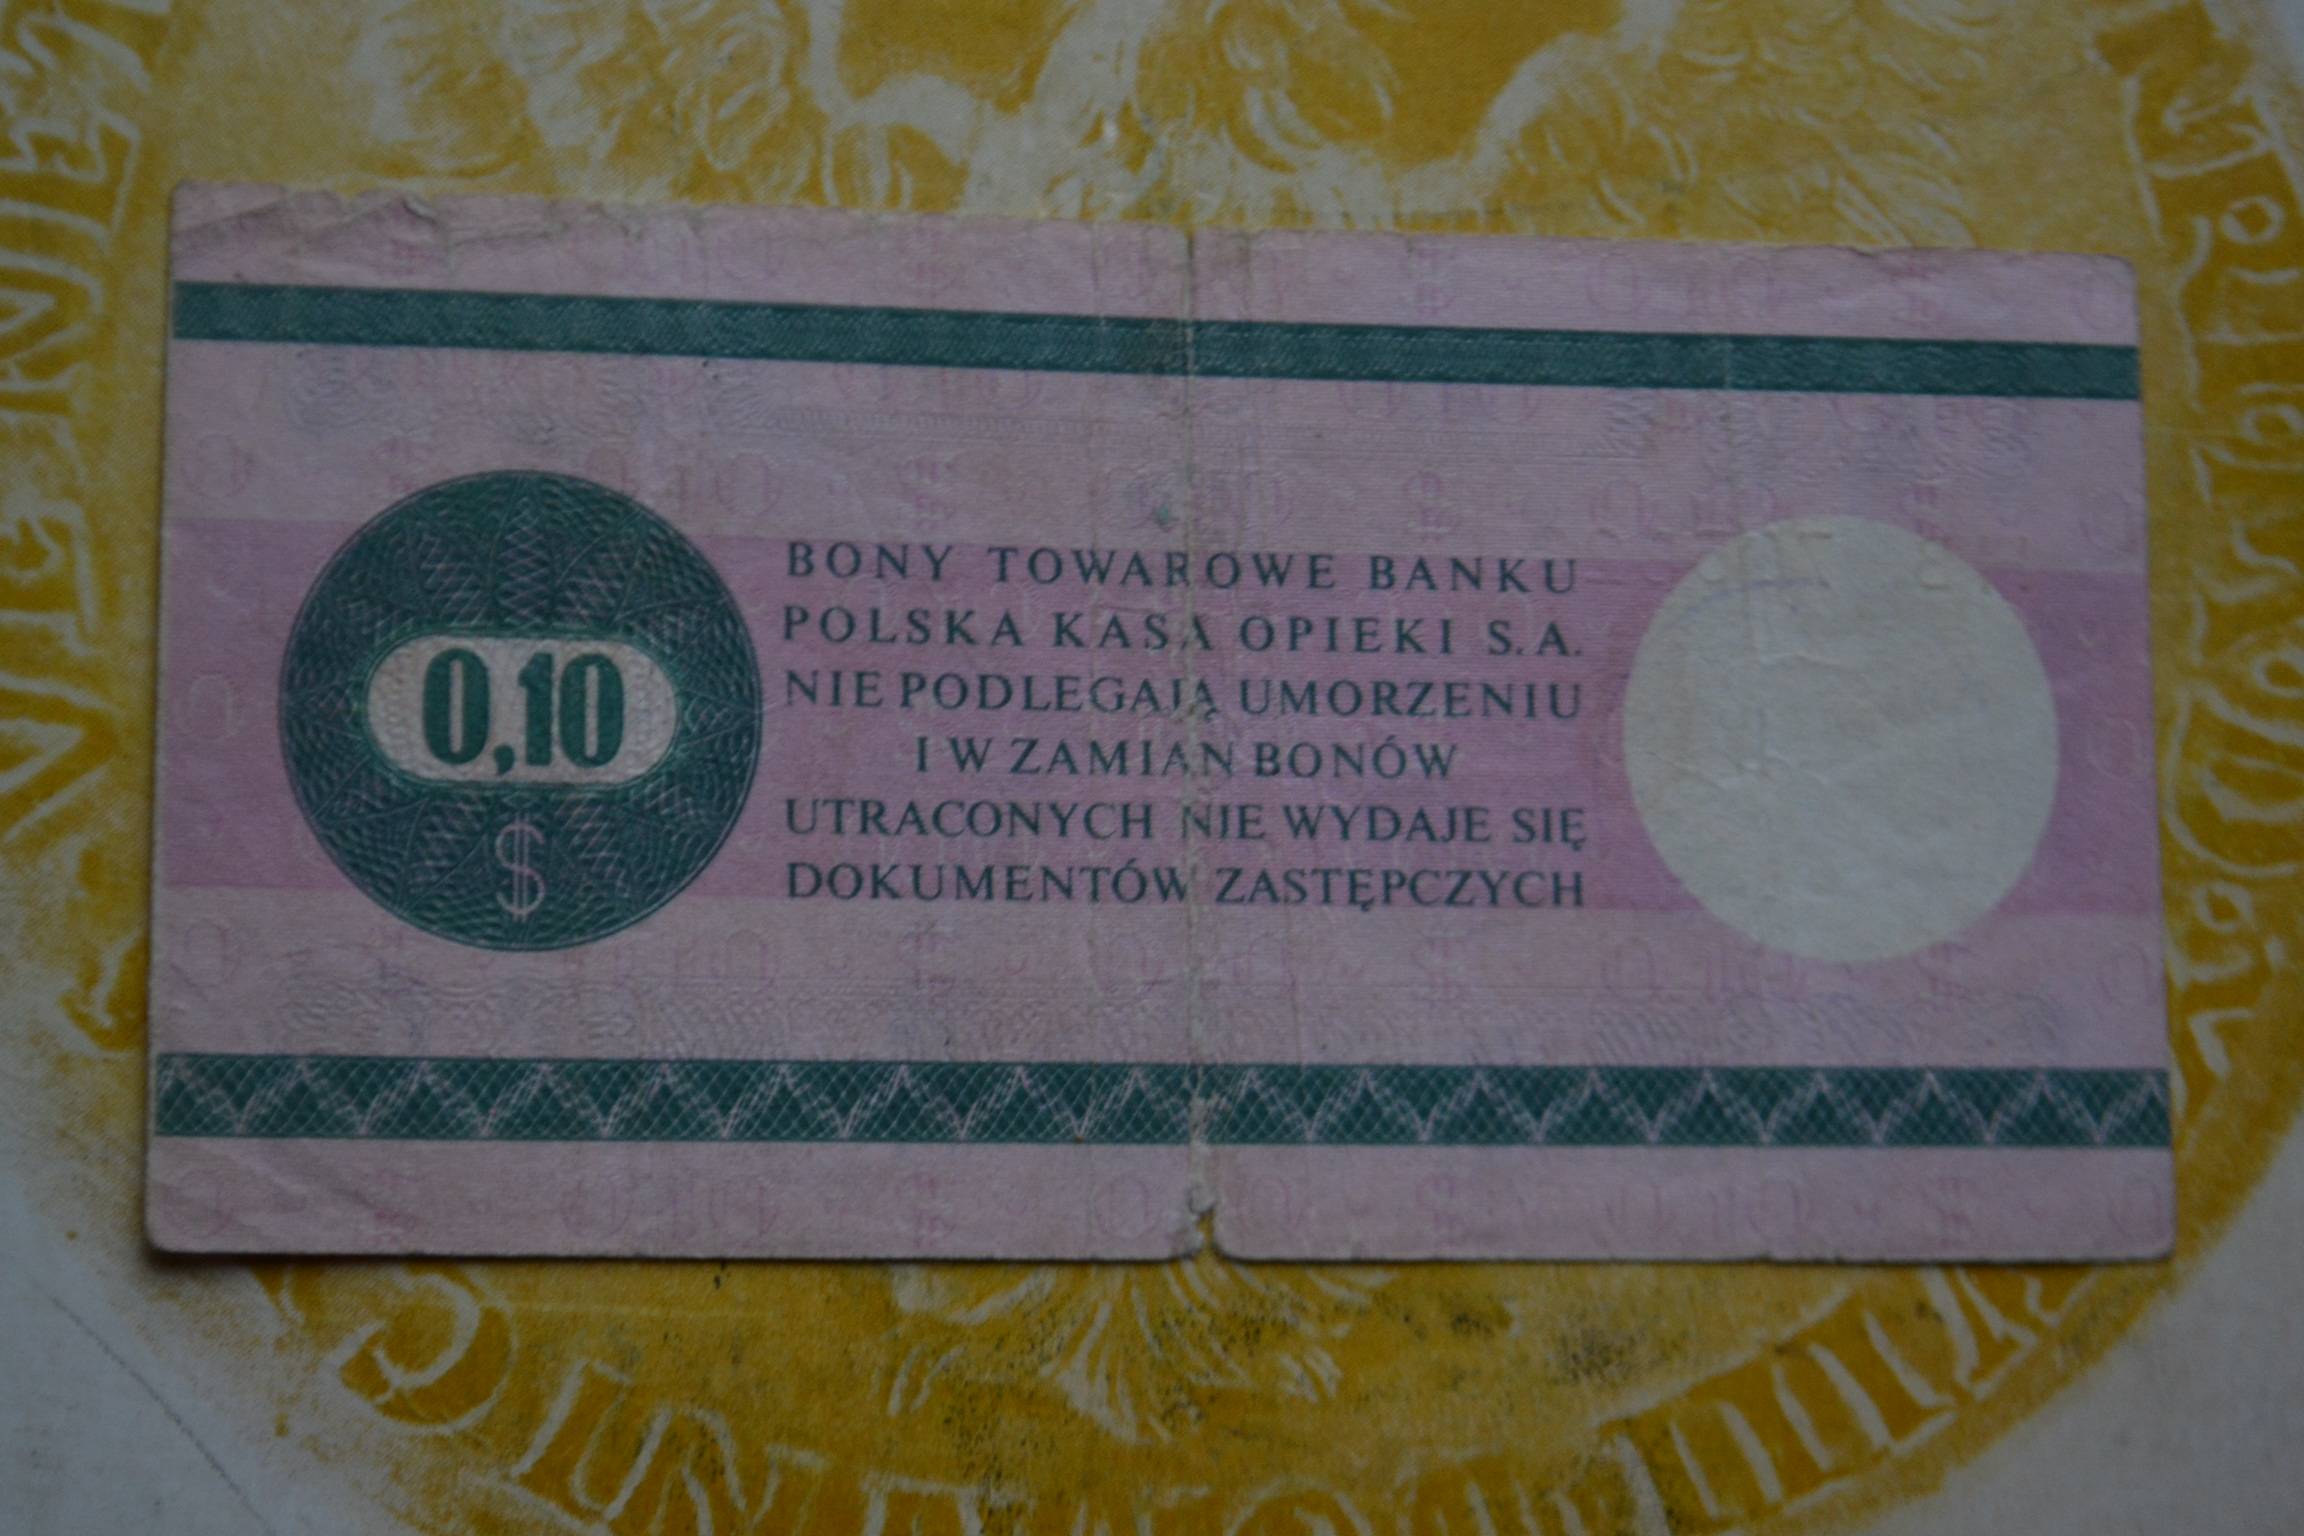 BONY TOWAROWE BANKU
POLSKA KASA OPIEKI S.A.
NIE PODLEGAJĄ UMORZENIU
I W ZAMIAN BONÓW
UTRACONYCH NIE WYDAJE SIĘ
DOKUMENTÓW ZASTĘPCZYCH
0,10
$